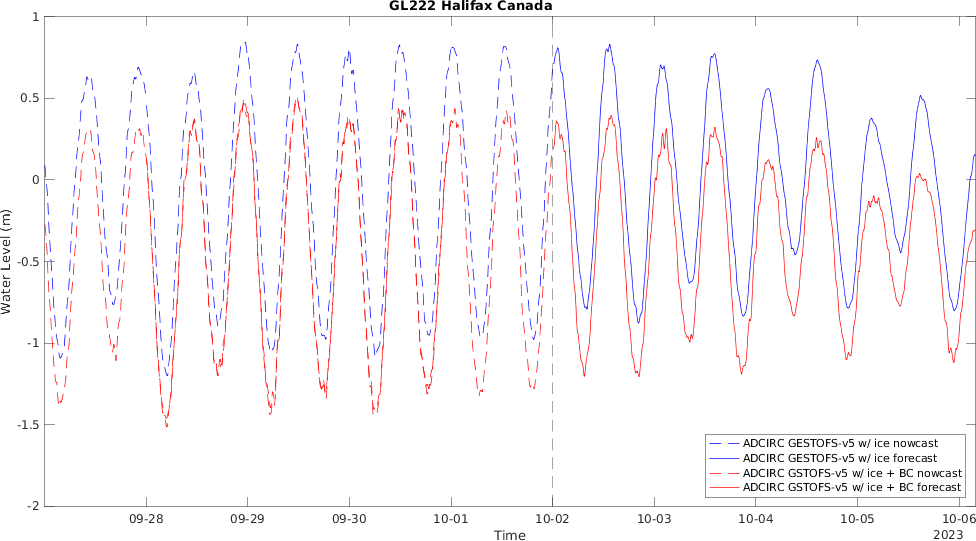 GL222 Halifax Canada
1
0.5
0
-0.5
-1
-1.5
-2
Water Level (m)
ADCIRC GESTOFS-v5 w/ ice nowcast
ADCIRC GESTOFS-v5 w/ ice forecast
ADCIRC GSTOFS-v5 w/ ice + BC nowcast
ADCIRC GSTOFS-v5 w/ ice + BC forecast
09-28 09-29 09-30 10-01 10-02 10-03 10-04 10-05 10-06
2023
Time